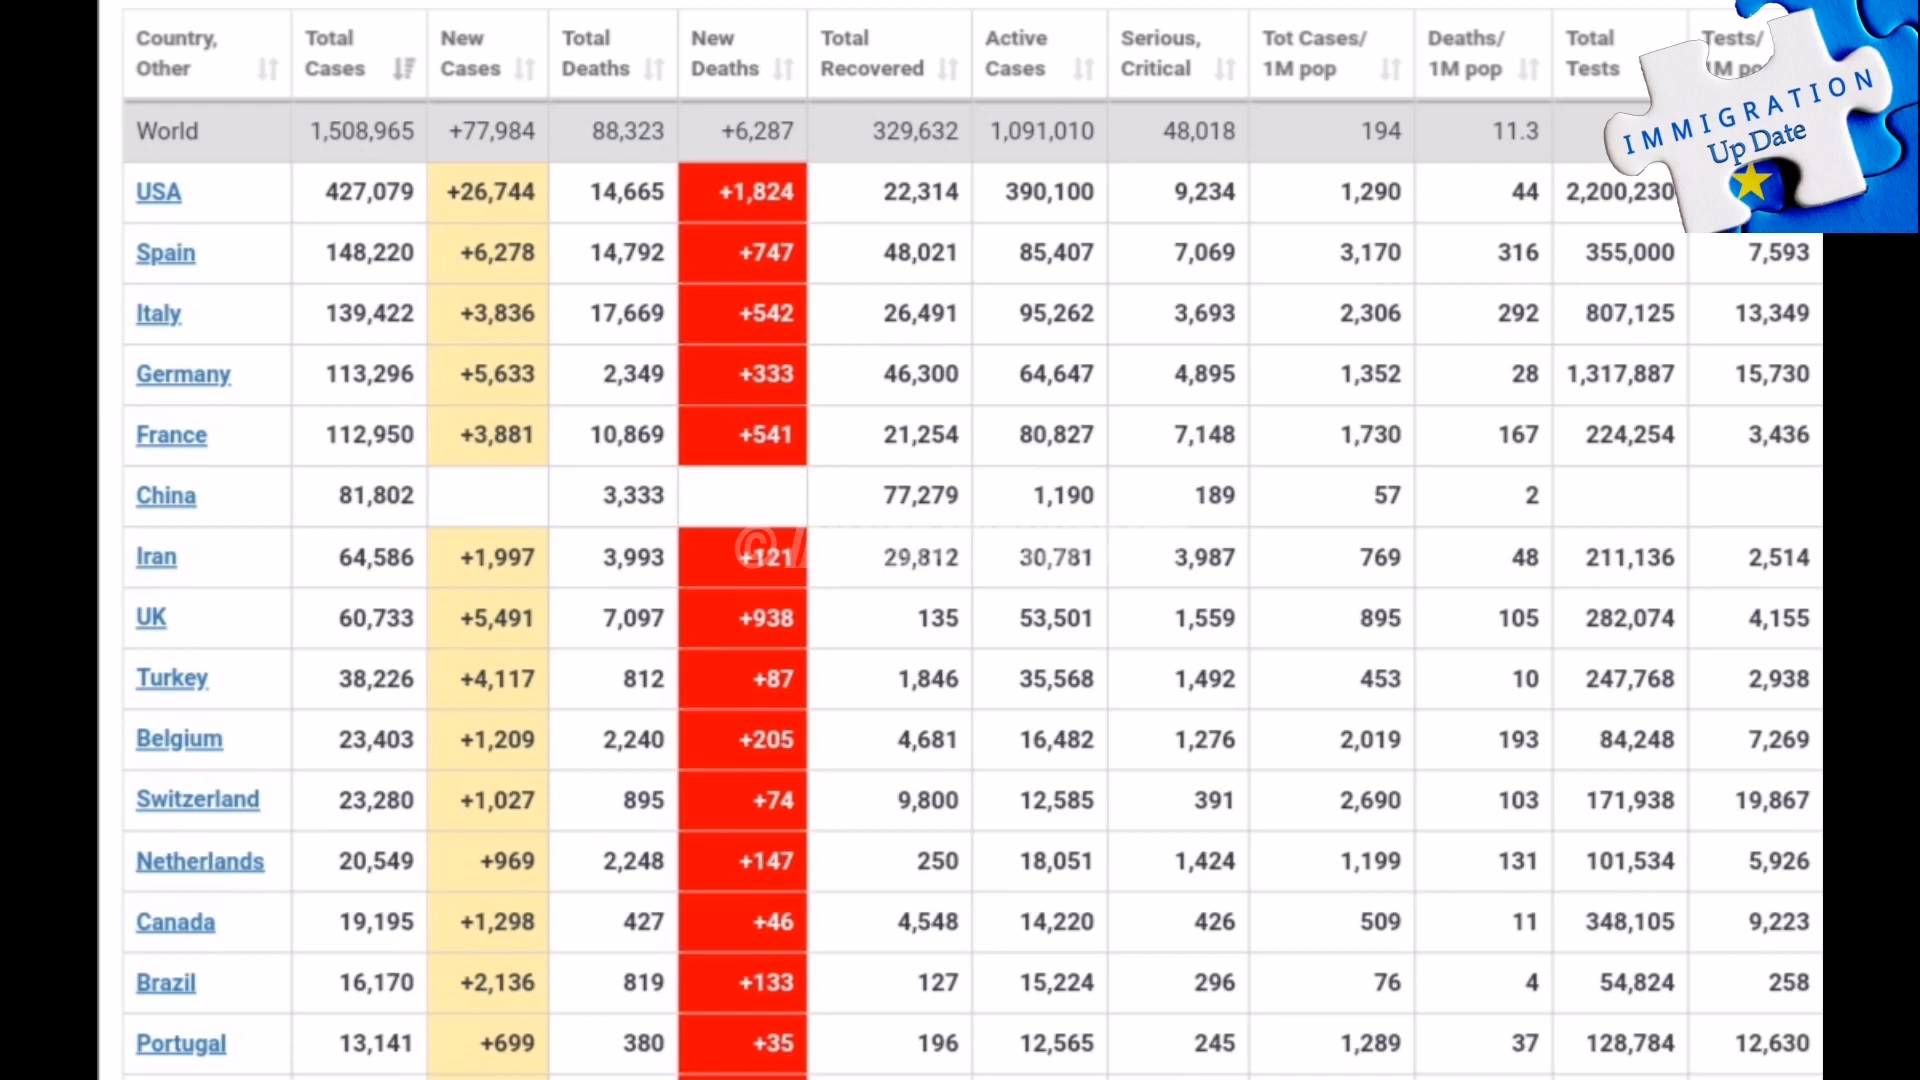 Country, Other Total Cases New Cases Total Deaths New Deaths Total Recovered Active Cases Serious, Critical Tot Cases/ 1M pop Deaths/ 1M pop Total Tests Tests/
World 1,508,965 +77,984 88,323 +6,287 329,632 1,091,010 48,018 194 11.3
USA 427,079 +26,744 14,665 +1,824 22,314 390,100 9,234 1,290 44 2,200,230
Spain 148,220 +6,278 14,792 +747 48,021 85,407 7,069 3,170 316 355,000 7,593
Italy 139,422 +3,836 17,669 +542 26,491 95,262 3,693 2,306 292 807,125 13,349
Germany 113,296 +5,633 2,349 +333 46,300 64,647 4,895 1,352 28 1,317,887 15,730
France 112,950 +3,881 10,869 +541 21,254 80,827 7,148 1,730 167 224,254 3,436
China 81,802 3,333 77,279 1,190 189 57 2
Iran 64,586 +1,997 3,993 +121 29,812 30,781 3,987 769 48 211,136 2,514
UK 60,733 +5,491 7,097 +938 135 53,501 1,559 895 105 282,074 4,155
Turkey 38,226 +4,117 812 +87 1,846 35,568 1,492 453 10 247,768 2,938
Belgium 23,403 +1,209 2,240 +205 4,681 16,482 1,276 2,019 193 84,248 7,269
Switzerland 23,280 +1,027 895 +74 9,800 12,585 391 2,690 103 171,938 19,867
Netherlands 20,549 +969 2,248 +147 250 18,051 1,424 1,199 131 101,534 5,926
Canada 19,195 +1,298 427 +46 4,548 14,220 426 509 11 348,105 9,223
Brazil 16,170 +2,136 819 +133 127 15,224 296 76 4 54,824 258
Portugal 13,141 +699 380 +35 196 12,565 245 1,289 37 128,784 12,630
IMMIGRATION
Up Date